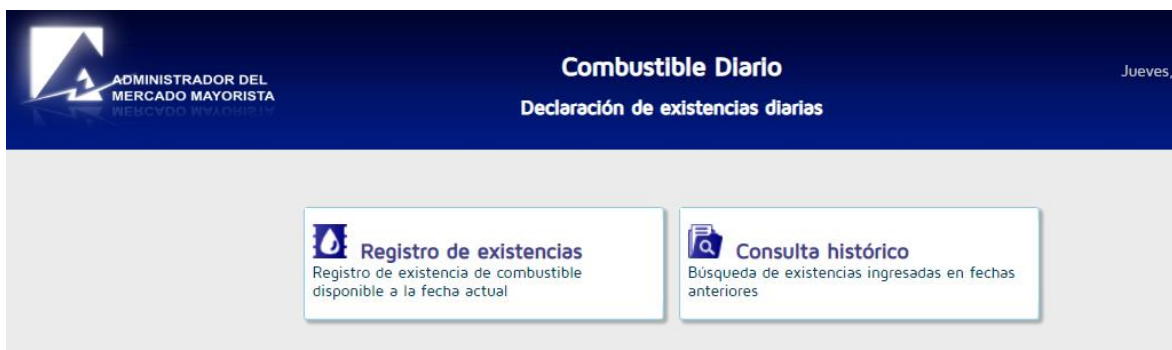 ADMINISTRADOR DEL
MERCADO MAYORISTA
Combustible Diario
Declaración de existencias diarias
Jueves,
Registro de existencias
Registro de existencia de combustible
disponible a la fecha actual
Consulta histórico
Búsqueda de existencias ingresadas en fechas
anteriores